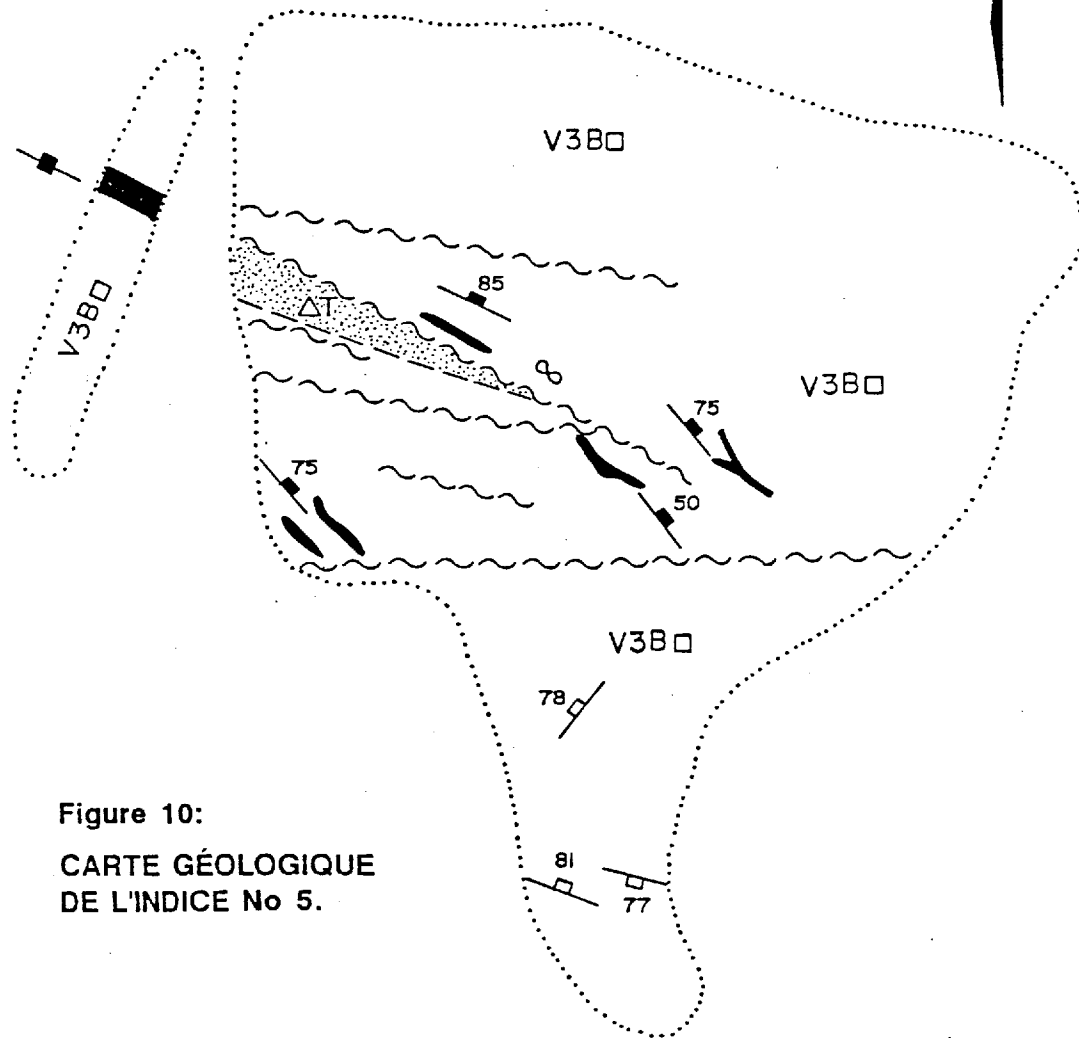 V3B□
V3B□
85
ΔT
V3B□
75
75
50
V3B□
78
81
77
Figure 10:
CARTE GÉOLOGIQUE
DE L'INDICE No 5.